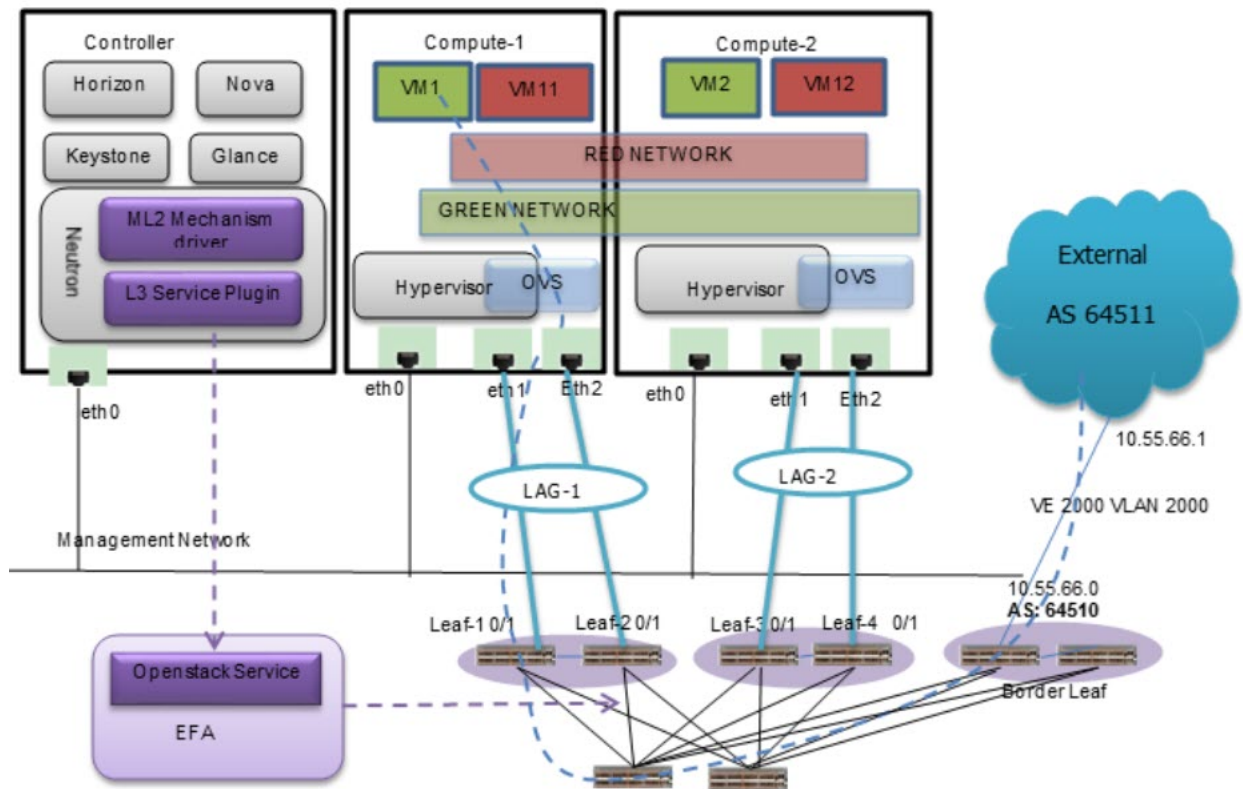 Controller
Horizon
Nova
Keystone
Glance
Neutron
ML2 Mechanism
driver
L3 Service Plugin
eth0
Compute-1
VM1
VM11
Compute-2
VM2
VM12
RED NETWORK
GREEN NETWORK
Hypervisor
OVS
Hypervisor
OVS
eth0
eth1
Eth2
eth0
eth1
Eth2
External
AS 64511
10.55.66.1
LAG-1
LAG-2
VE 2000 VLAN 2000
Management Network
10.55.66.0
AS: 64510
Leaf-1 0/1
Leaf-2 0/1
Leaf-3 0/1
Leaf-4 0/1
Border Leaf
Openstack Service
EFA